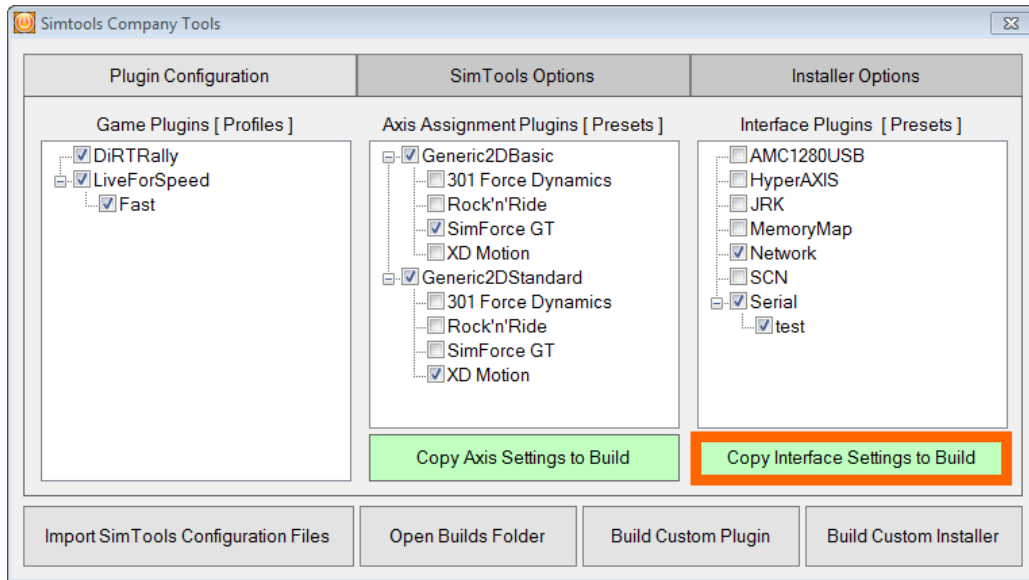 Simtools Company Tools
Plugin Configuration
SimTools Options
Installer Options
Game Plugins [ Profiles ]
DiRTRally
LiveForSpeed
Fast
Axis Assignment Plugins [ Presets ]
Generic2DBasic
301 Force Dynamics
Rock'n'Ride
SimForce GT
XD Motion
Generic2DStandard
301 Force Dynamics
Rock'n'Ride
SimForce GT
XD Motion
Copy Axis Settings to Build
Interface Plugins [ Presets ]
AMC1280USB
HyperAXIS
JRK
MemoryMap
Network
SCN
Serial
test
Copy Interface Settings to Build
Import SimTools Configuration Files
Open Builds Folder
Build Custom Plugin
Build Custom Installer